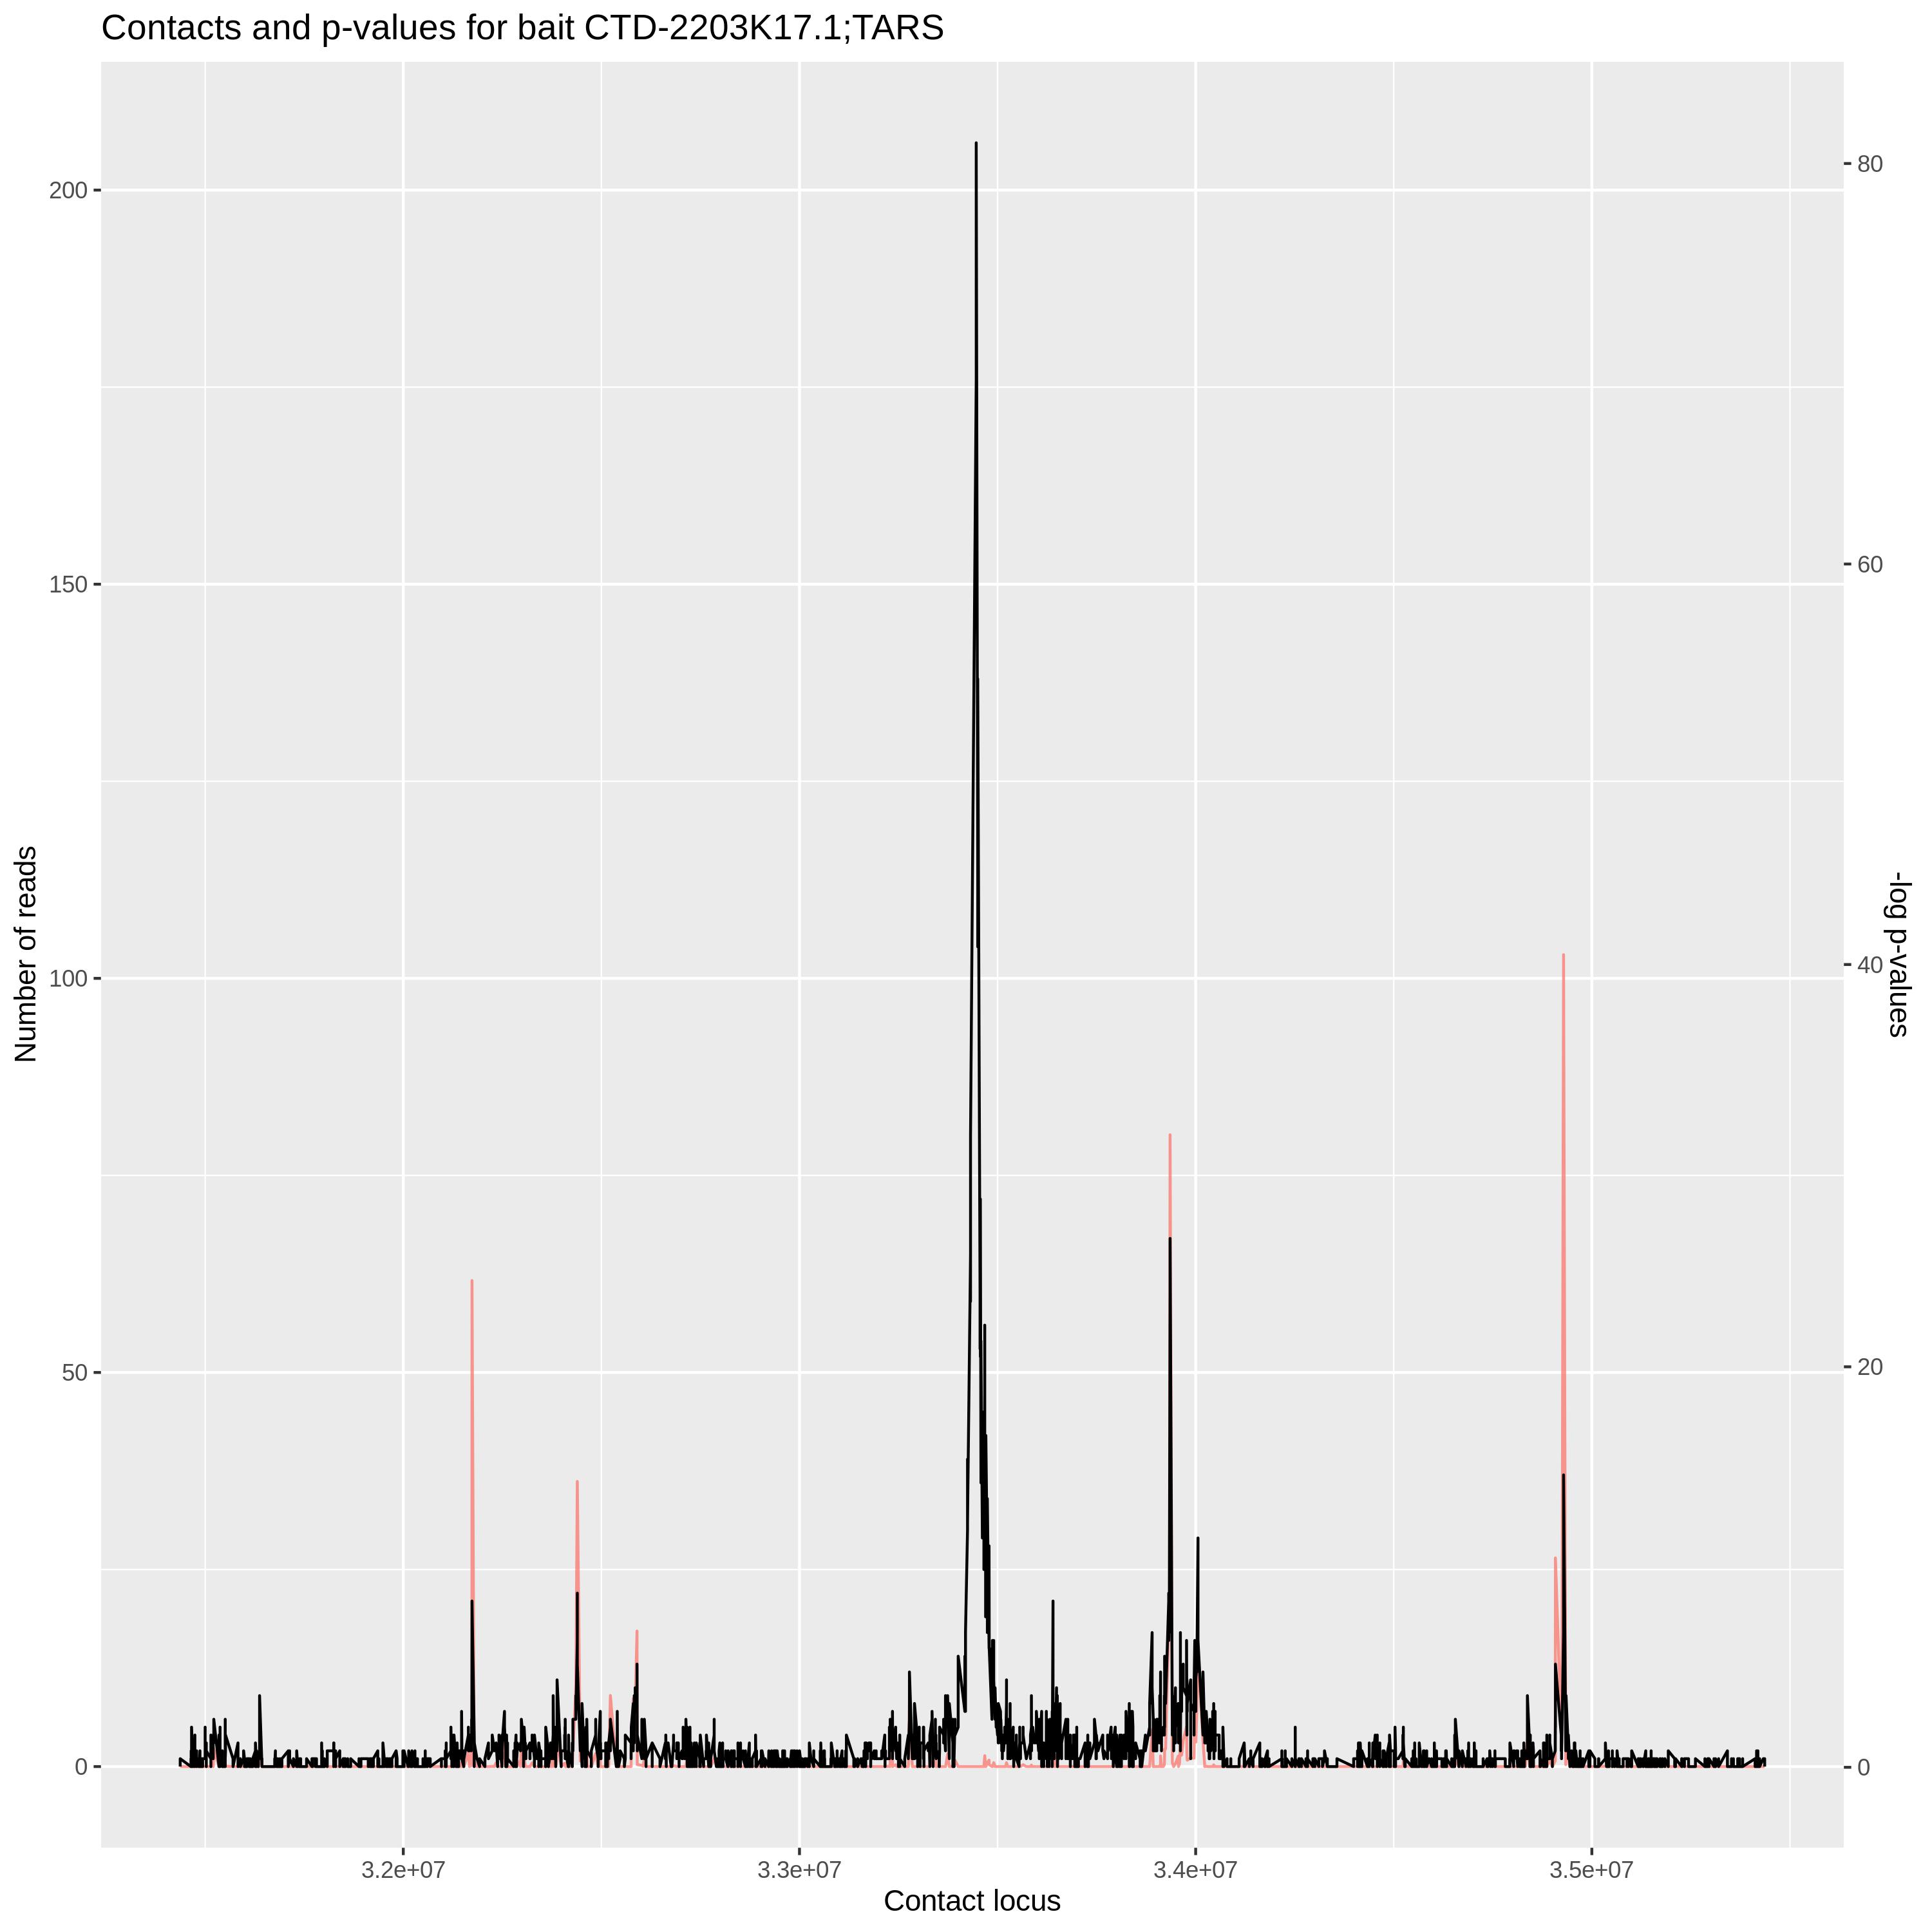 Contacts and p-values for bait CTD-2203K17.1;TARS
200
150
100
50
0
Number of reads
80
60
40
20
0
-log p-values
3.2e+07
3.3e+07
3.4e+07
3.5e+07
Contact locus